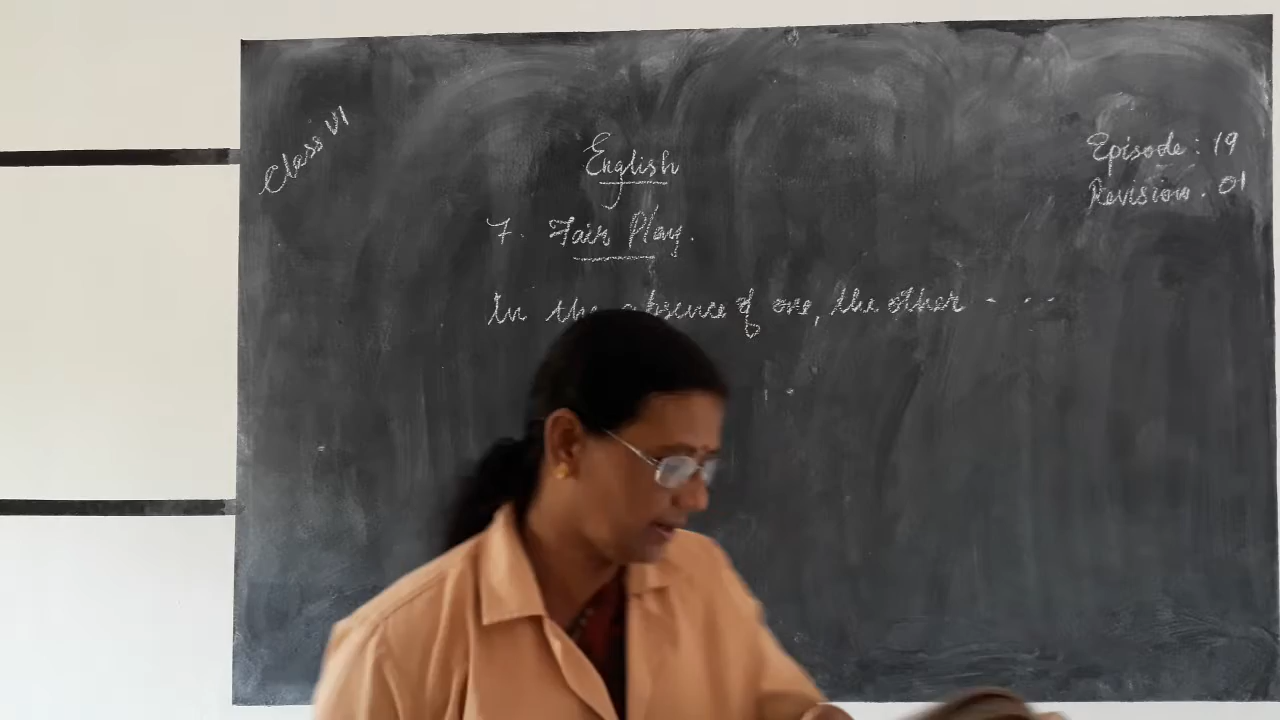 Class VI
English
7. Fair Play.
In the absence of one, the other . . .
Episode : 19
Revision . 01